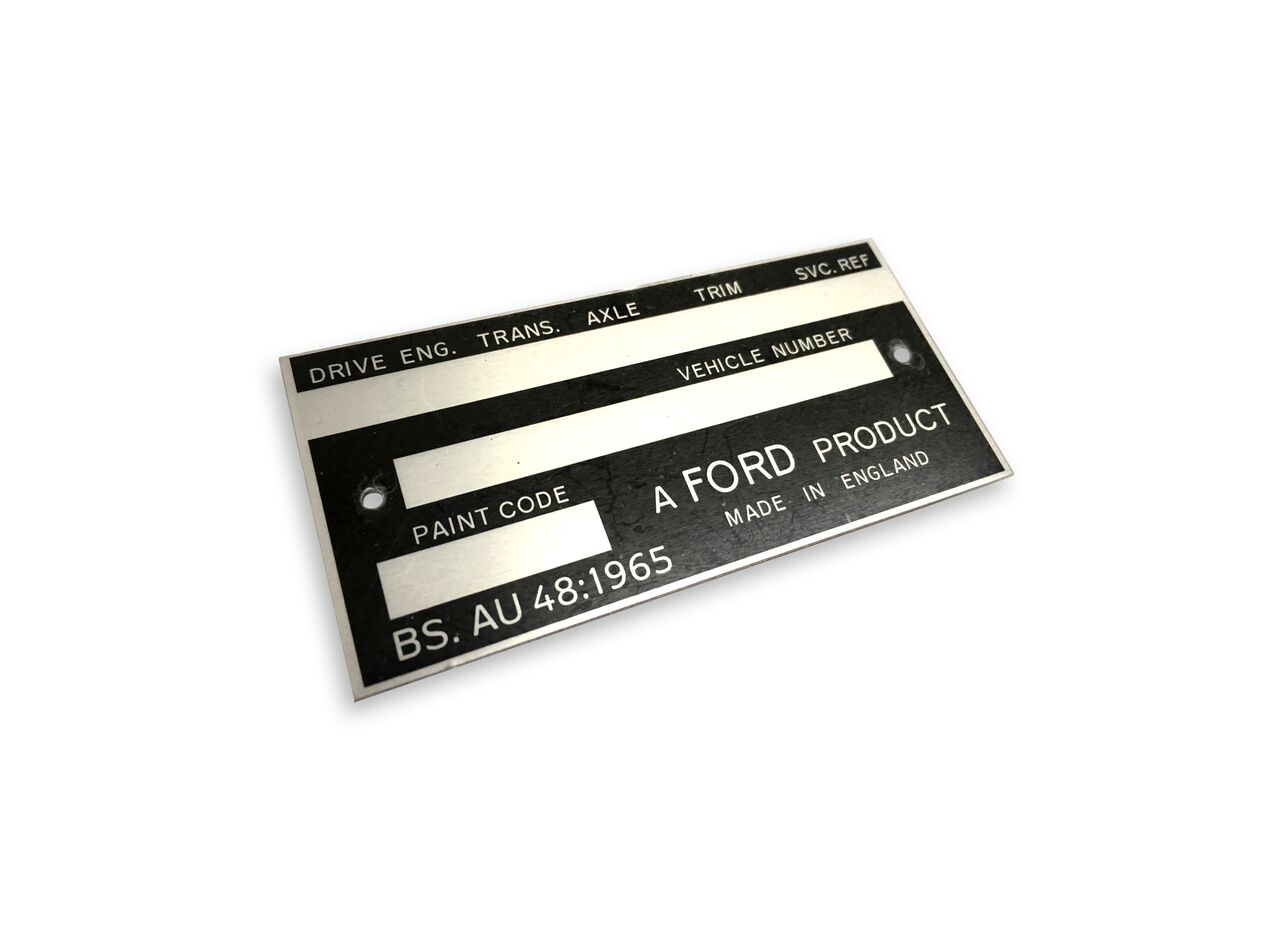 DRIVE ENG. TRANS. AXLE TRIM SVC. REF
VEHICLE NUMBER
PAINT CODE
A FORD PRODUCT
MADE IN ENGLAND
BS. AU 48:1965